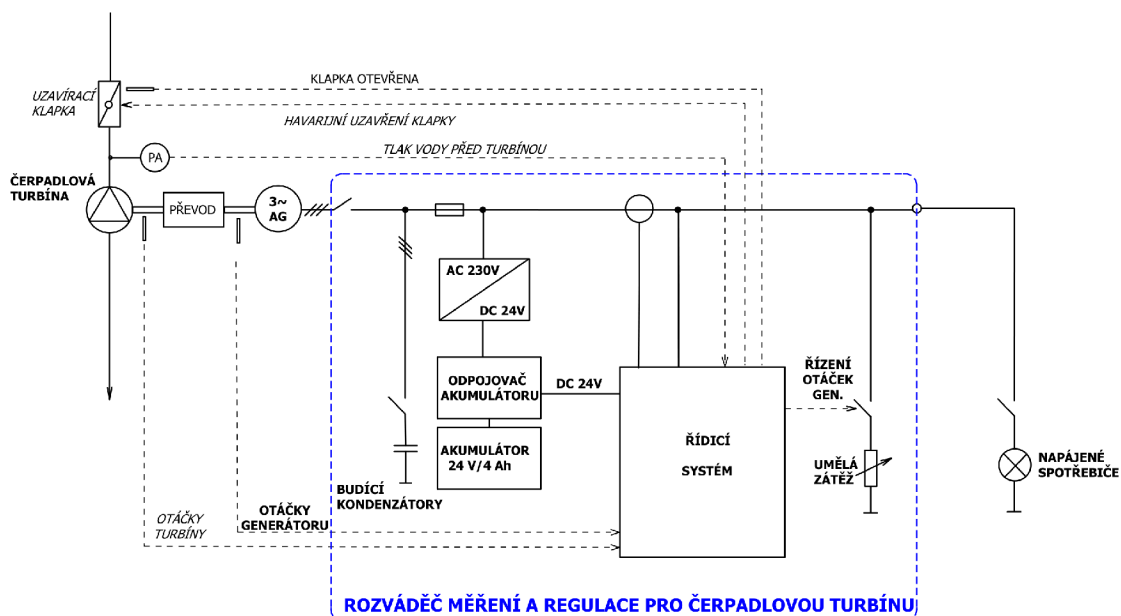 KLAPKA OTEVŘENA
UZAVÍRACÍ
KLAPKA
HAVARIJNÍ UZAVŘENÍ KLAPKY
PA
TLAK VODY PŘED TURBÍNOU
ČERPADLOVÁ
TURBÍNA
PŘEVOD
3~
AG
AC 230V
DC 24V
ODPOJOVAČ
AKUMULÁTORU
DC 24V
AKUMULÁTOR
24 V/4 Ah
BUDÍCÍ
KONDENZÁTORY
ŘÍDICÍ
SYSTÉM
ŘÍZENÍ
OTÁČEK
GEN.
UMĚLÁ
ZÁTĚŽ
NAPÁJENÉ
SPOTŘEBIČE
OTÁČKY
TURBÍNY
OTÁČKY
GENERÁTORU
ROZVÁDĚČ MĚŘENÍ A REGULACE PRO ČERPADLOVOU TURBÍNU